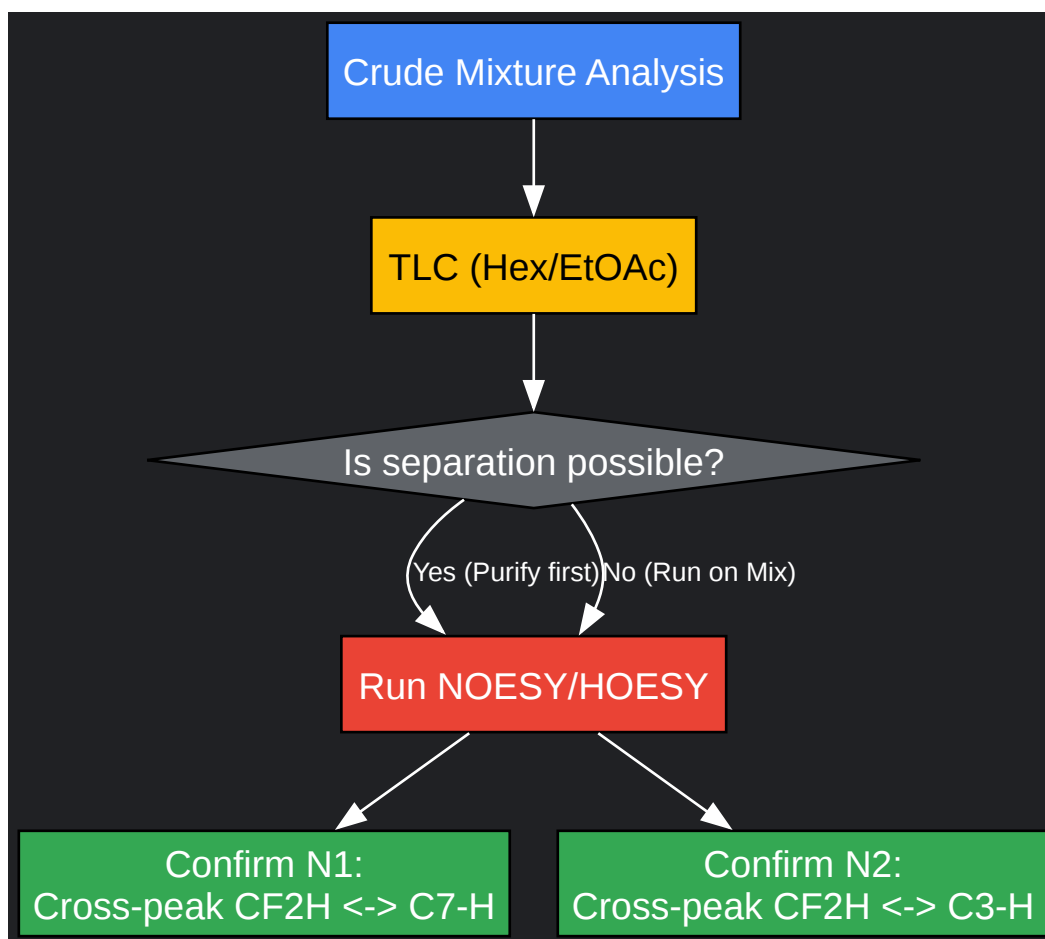 Crude Mixture Analysis
TLC (Hex/EtOAc)
Is separation possible?
Yes (Purify first)
No (Run on Mix)
Run NOESY/HOESY
Confirm N1:
Cross-peak CF2H <-> C7-H
Confirm N2:
Cross-peak CF2H <-> C3-H